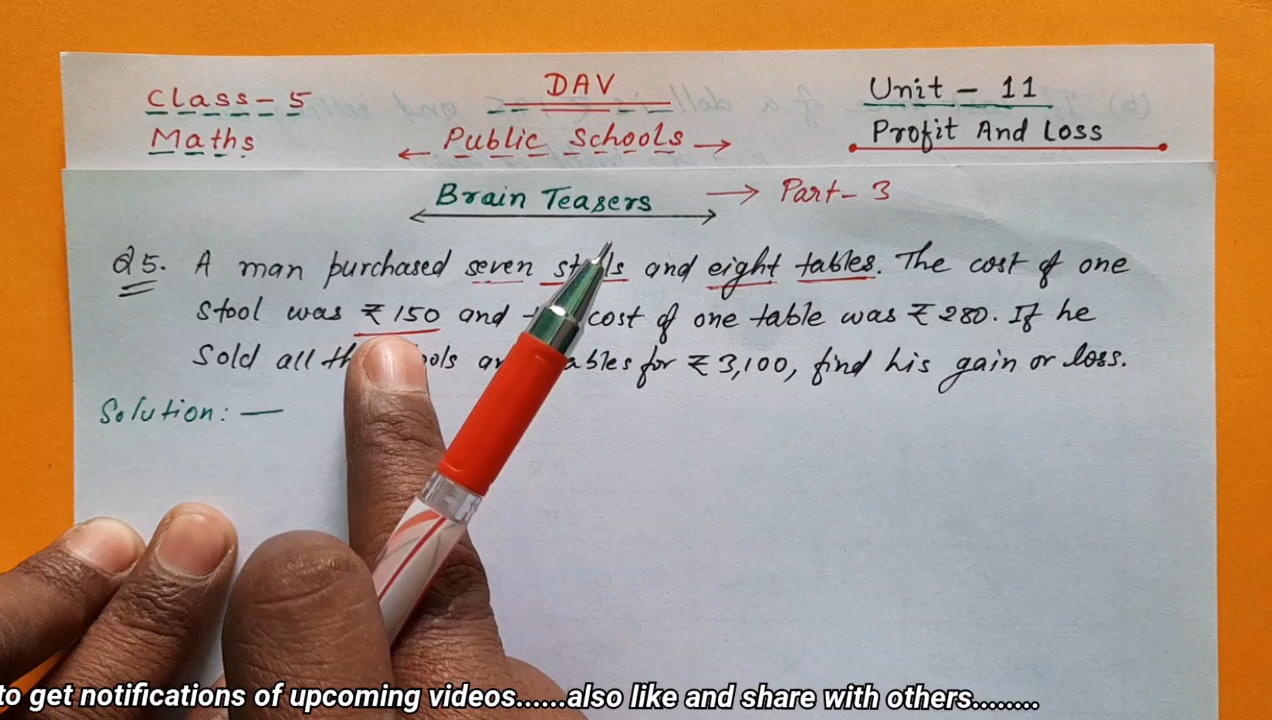 Class - 5
Maths
DAV
Public Schools
Unit - 11
Profit And Loss
Brain Teasers → Part - 3
Q5. A man purchased seven and eight tables. The cost of one
Stool was ₹150 and cost of one table was ₹280. If he
Sold all for ₹3,100, find his gain or loss.
Solution: —
to get notifications of upcoming videos......also like and share with others........